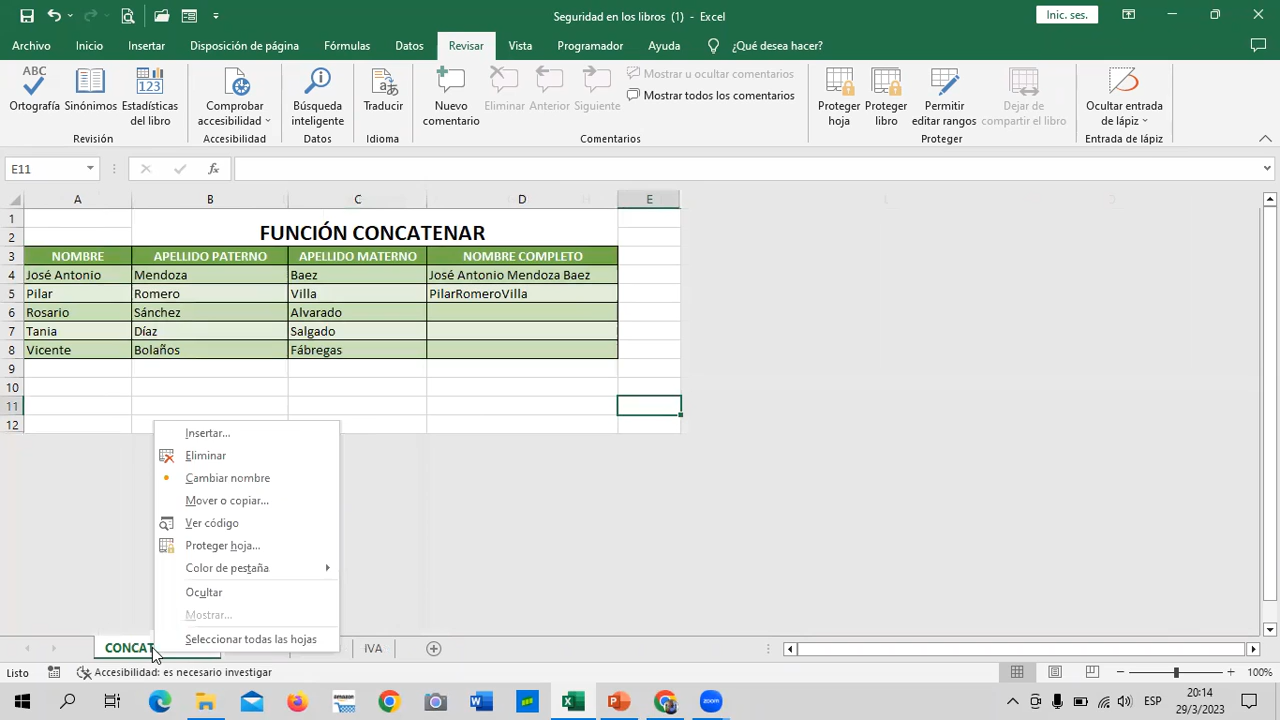 Seguridad en los libros (1) - Excel
Inic. ses.
Archivo Inicio Insertar Disposición de página Fórmulas Datos Revisar Vista Programador Ayuda ¿Qué desea hacer?
Ortografía Sinónimos Estadísticas del libro
Comprobar accesibilidad
Búsqueda inteligente
Traducir
Nuevo comentario
Eliminar Anterior Siguiente
Mostrar u ocultar comentarios
Mostrar todos los comentarios
Proteger hoja
Proteger libro
Permitir editar rangos
Dejar de compartir el libro
Ocultar entrada de lápiz
Revisión Accesibilidad Datos Idioma Comentarios Proteger Entrada de lápiz
E11 fx
A B C D E
1
2 FUNCIÓN CONCATENAR
3 NOMBRE APELLIDO PATERNO APELLIDO MATERNO NOMBRE COMPLETO
4 José Antonio Mendoza Baez José Antonio Mendoza Baez
5 Pilar Romero Villa PilarRomeroVilla
6 Rosario Sánchez Alvarado
7 Tania Díaz Salgado
8 Vicente Bolaños Fábregas
9
10
11
12
Insertar...
Eliminar
Cambiar nombre
Mover o copiar...
Ver código
Proteger hoja...
Color de pestaña
Ocultar
Mostrar...
Seleccionar todas las hojas
CONCAT IVA
Listo Accesibilidad: es necesario investigar 100%
amazon zoom ESP 20:14
29/3/2023